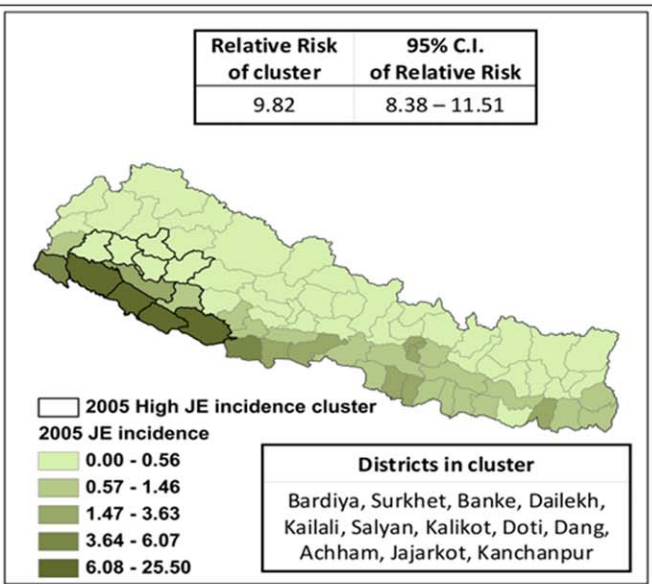 Relative Risk of cluster
95% C.I. of Relative Risk
9.82
8.38 – 11.51
2005 High JE incidence cluster
2005 JE incidence
0.00 - 0.56
0.57 - 1.46
1.47 - 3.63
3.64 - 6.07
6.08 - 25.50
Districts in cluster
Bardiya, Surkhet, Banke, Dailekh,
Kailali, Salyan, Kalikot, Doti, Dang,
Achham, Jajarkot, Kanchanpur